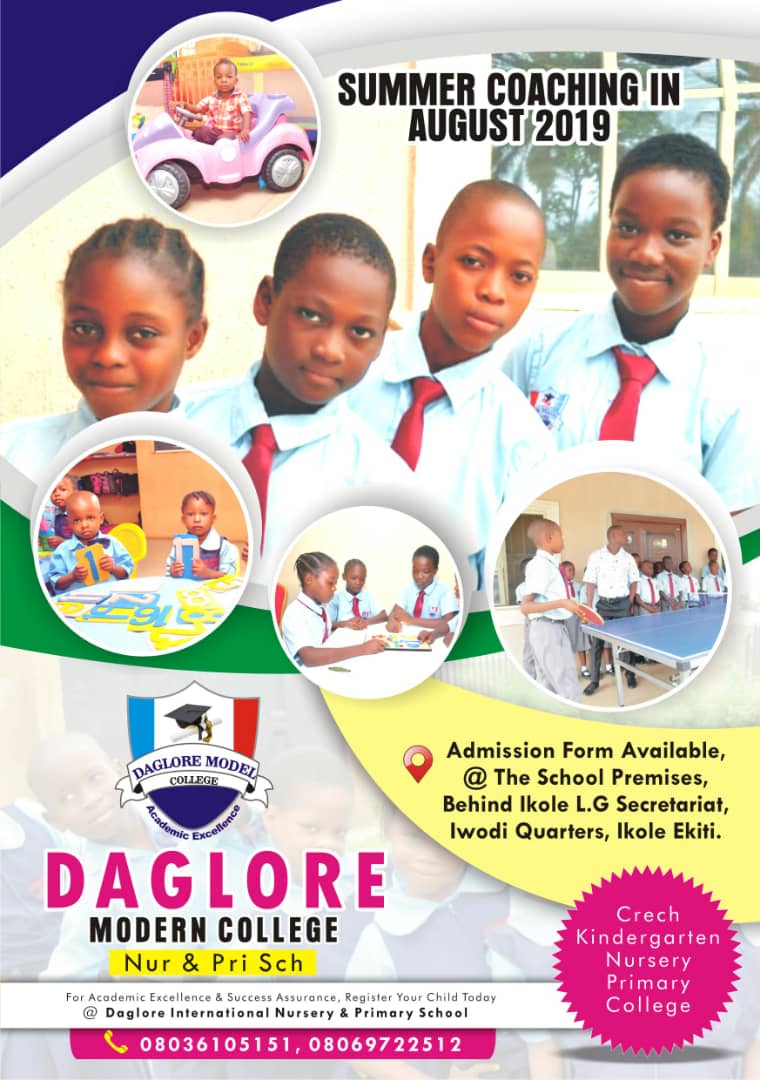 SUMMER COACHING IN
AUGUST 2019
1
Admission Form Available,
@ The School Premises,
Behind Ikole L.G Secretariat,
Iwodi Quarters, Ikole Ekiti.
DAGLORE MODEL
COLLEGE
Academic Excellence
DAGLORE
MODERN COLLEGE
Nur & Pri Sch
Crech
Kindergarten
Nursery
Primary
College
For Academic Excellence & Success Assurance, Register Your Child Today
@ Daglore International Nursery & Primary School
08036105151, 08069722512